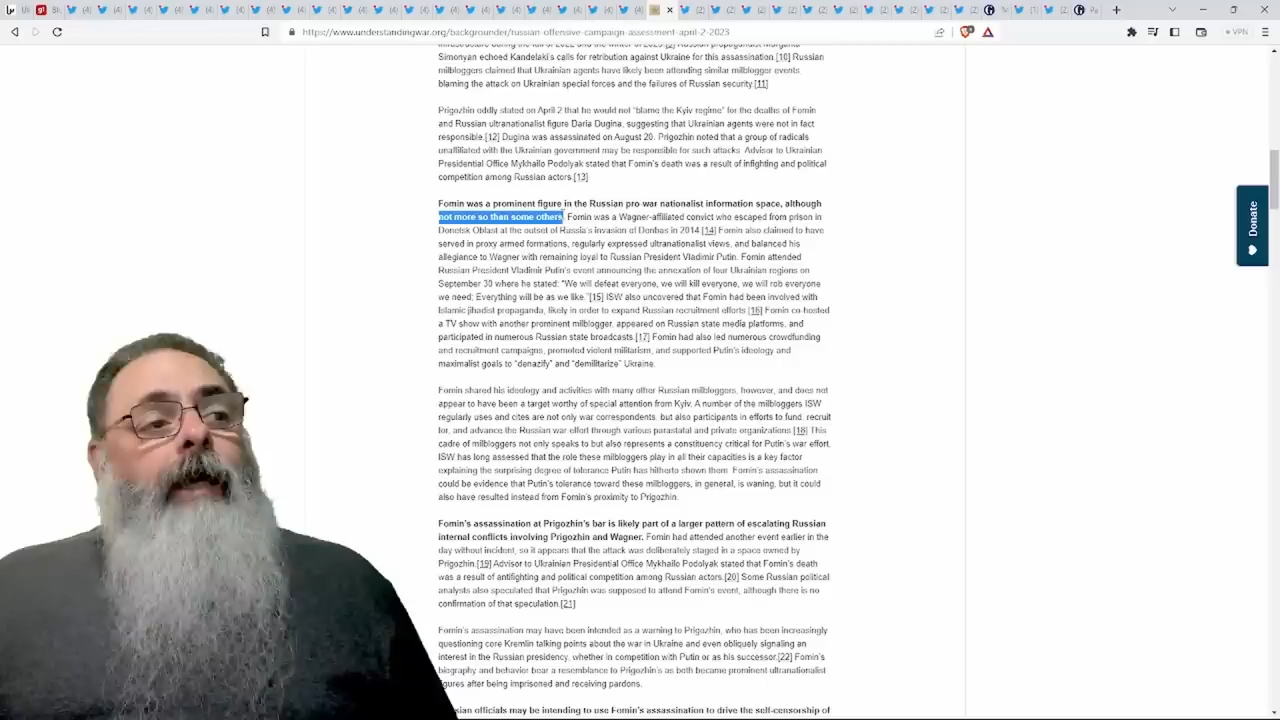 https://www.understandingwar.org/backgrounder/russian-offensive-campaign-assessment-april-2-2023
VPN
Simonyan echoed Kandelaki's calls for retribution against Ukraine for this assassination.[10] Russian
milbloggers claimed that Ukrainian agents have likely been attending similar milblogger events,
blaming the attack on Ukrainian special forces and the failures of Russian security.[11]
Prigozhin oddly stated on April 2 that he would not "blame the Kyiv regime" for the deaths of Fomin
and Russian ultranationalist figure Daria Dugina, suggesting that Ukrainian agents were not in fact
responsible.[12] Dugina was assassinated on August 20. Prigozhin noted that a group of radicals
unaffiliated with the Ukrainian government may be responsible for such attacks. Advisor to Ukrainian
Presidential Office Mykhailo Podolyak stated that Fomin's death was a result of infighting and political
competition among Russian actors.[13]
Fomin was a prominent figure in the Russian pro-war nationalist information space, although
not more so than some others. Fomin was a Wagner-affiliated convict who escaped from prison in
Donetsk Oblast at the outset of Russia's invasion of Donbas in 2014.[14] Fomin also claimed to have
served in proxy armed formations, regularly expressed ultranationalist views, and balanced his
allegiance to Wagner with remaining loyal to Russian President Vladimir Putin. Fomin attended
Russian President Vladimir Putin's event announcing the annexation of four Ukrainian regions on
September 30 where he stated: "We will defeat everyone, we will kill everyone, we will rob everyone
we need; Everything will be as we like."[15] ISW also uncovered that Fomin had been involved with
Islamic jihadist propaganda, likely in order to expand Russian recruitment efforts.[16] Fomin co-hosted
a TV show with another prominent milblogger, appeared on Russian state media platforms, and
participated in numerous Russian state broadcasts.[17] Fomin had also led numerous crowdfunding
and recruitment campaigns, promoted violent militarism, and supported Putin's ideology and
maximalist goals to "denazify" and "demilitarize" Ukraine.
Fomin shared his ideology and activities with many other Russian milbloggers, however, and does not
appear to have been a target worthy of special attention from Kyiv. A number of the milbloggers ISW
regularly uses and cites are not only war correspondents, but also participants in efforts to fund, recruit
for, and advance the Russian war effort through various parastatal and private organizations.[18] This
cadre of milbloggers not only speaks to but also represents a constituency critical for Putin's war effort.
ISW has long assessed that the role these milbloggers play in all their capacities is a key factor
explaining the surprising degree of tolerance Putin has hitherto shown them. Fomin's assassination
could be evidence that Putin's tolerance toward these milbloggers, in general, is waning, but it could
also have resulted instead from Fomin's proximity to Prigozhin.
Fomin's assassination at Prigozhin's bar is likely part of a larger pattern of escalating Russian
internal conflicts involving Prigozhin and Wagner. Fomin had attended another event earlier in the
day without incident, so it appears that the attack was deliberately staged in a space owned by
Prigozhin.[19] Advisor to Ukrainian Presidential Office Mykhailo Podolyak stated that Fomin's death
was a result of antifighting and political competition among Russian actors.[20] Some Russian political
analysts also speculated that Prigozhin was supposed to attend Fomin's event, although there is no
confirmation of that speculation.[21]
Fomin's assassination may have been intended as a warning to Prigozhin, who has been increasingly
questioning core Kremlin talking points about the war in Ukraine and even obliquely signaling an
interest in the Russian presidency, whether in competition with Putin or as his successor.[22] Fomin's
biography and behavior bear a resemblance to Prigozhin's as both became prominent ultranationalist
figures after being imprisoned and receiving pardons.
officials may be intending to use Fomin's assassination to drive the self-censorship of
Donate